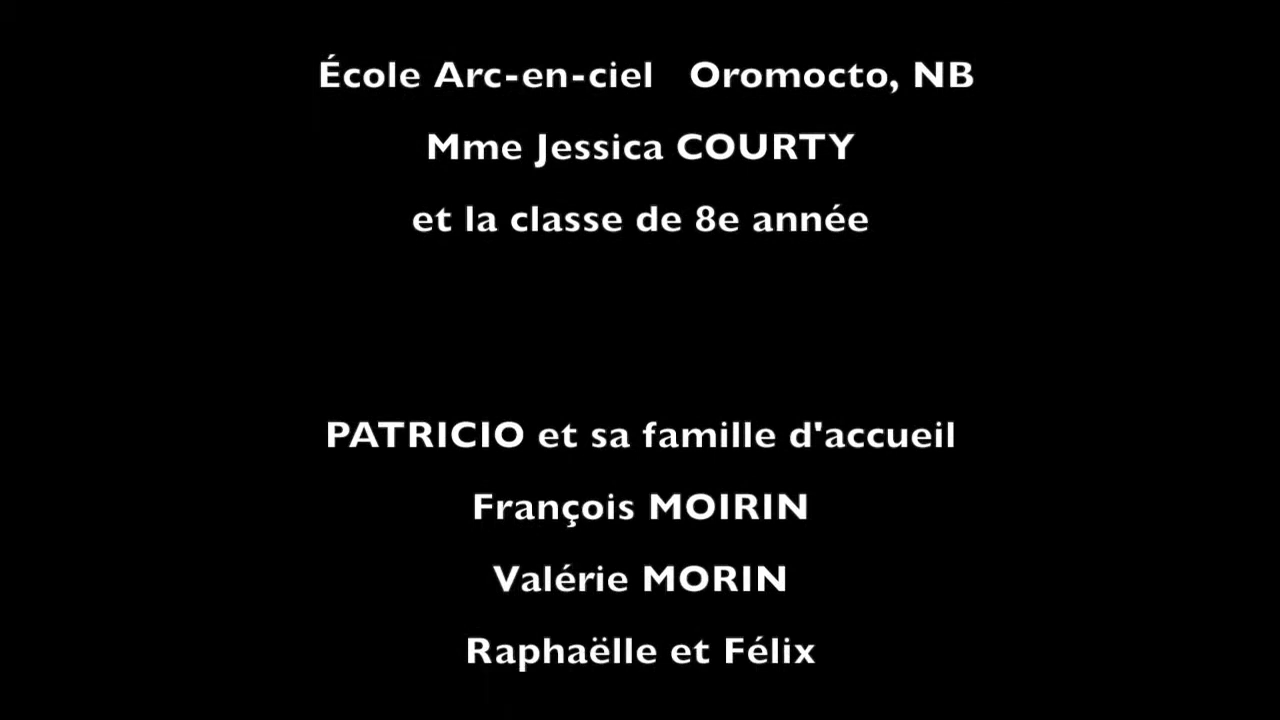 École Arc-en-ciel Oromocto, NB
Mme Jessica COURTY
et la classe de 8e année
PATRICIO et sa famille d'accueil
François MOIRIN
Valérie MORIN
Raphaëlle et Félix